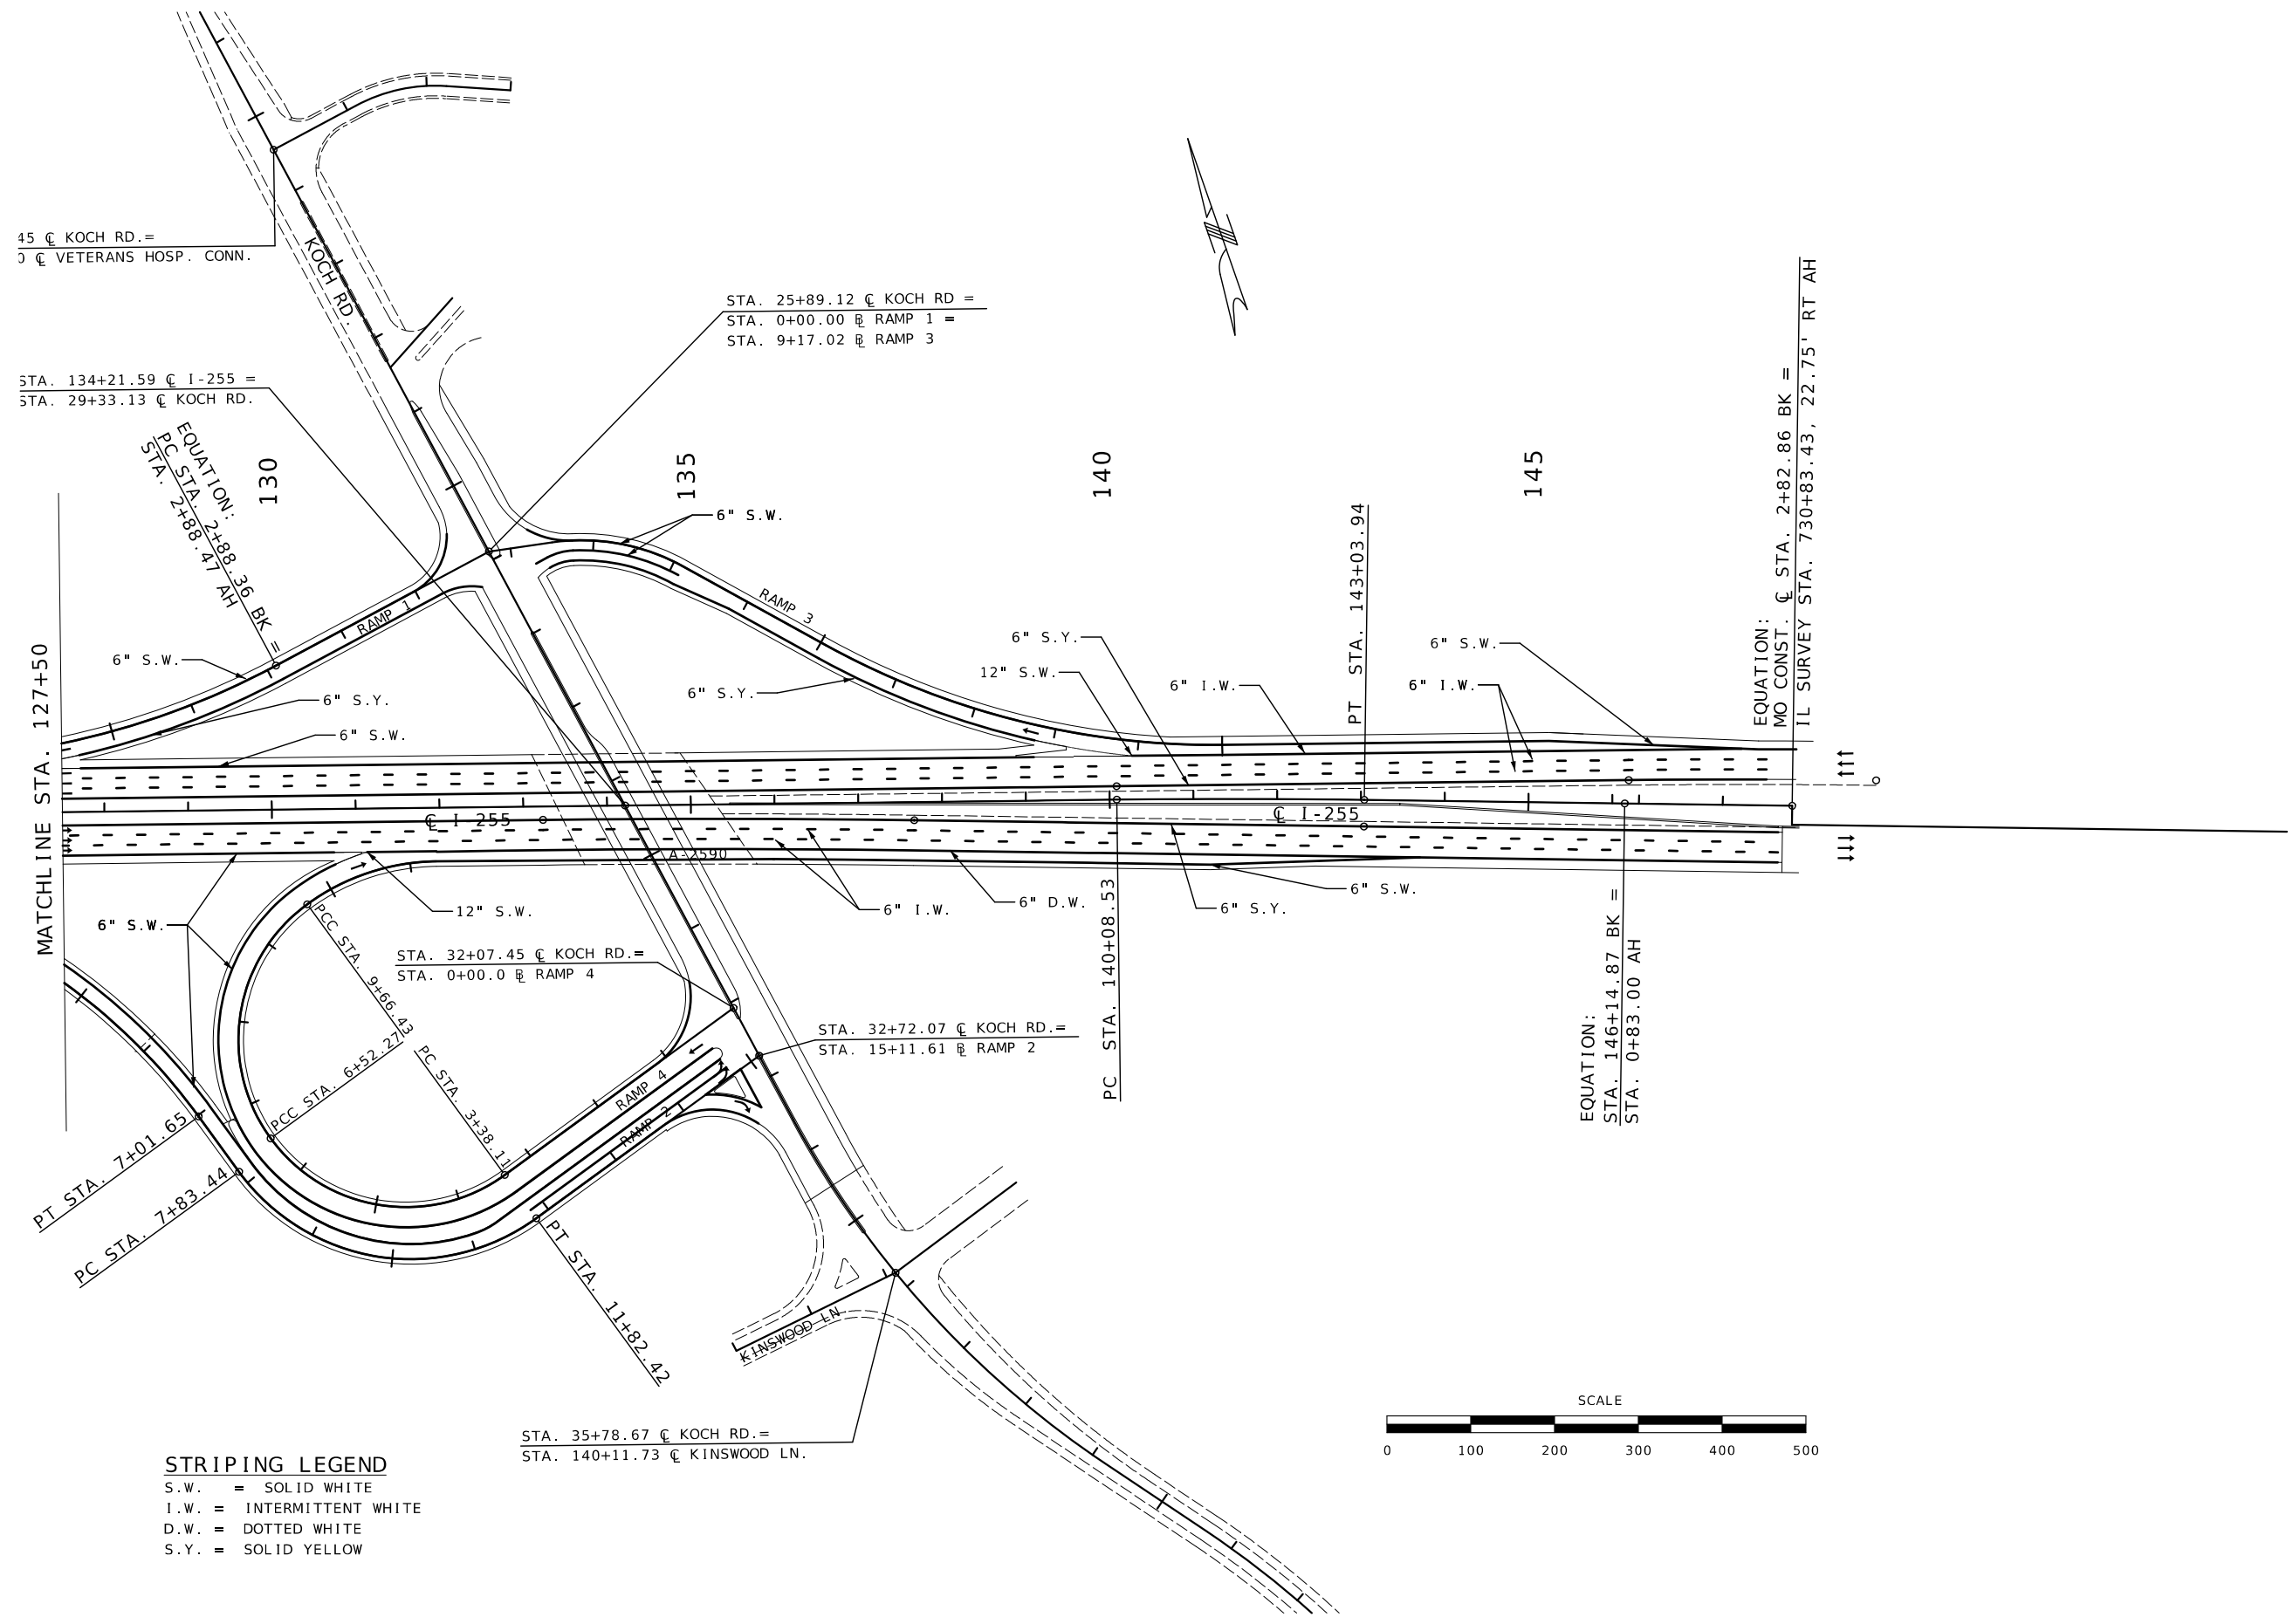 45 ℄ KOCH RD.=
0 ℄ VETERANS HOSP. CONN.
KOCH RD.
STA. 25+89.12 ℄ KOCH RD =
STA. 0+00.00 B̲L RAMP 1 =
STA. 9+17.02 B̲L RAMP 3
STA. 134+21.59 ℄ I-255 =
STA. 29+33.13 ℄ KOCH RD.
EQUATION:
PC STA. 2+88.36 BK =
STA. 2+88.47 AH
130
135
140
145
6" S.W.
RAMP 1
RAMP 3
6" S.W.
6" S.Y.
6" S.W.
6" S.Y.
6" S.Y.
12" S.W.
6" I.W.
PT STA. 143+03.94
6" I.W.
6" S.W.
EQUATION:
MO CONST. ℄ STA. 2+82.86 BK =
IL SURVEY STA. 730+83.43, 22.75' RT AH
MATCHLINE STA. 127+50
℄ I-255
℄ I-255
A-2590
6" S.W.
12" S.W.
6" I.W.
6" D.W.
6" S.Y.
6" S.W.
PCC STA. 9+66.43
PCC STA. 6+52.27
PC STA. 3+38.11
STA. 32+07.45 ℄ KOCH RD.=
STA. 0+00.0 B̲L RAMP 4
STA. 32+72.07 ℄ KOCH RD.=
STA. 15+11.61 B̲L RAMP 2
PC STA. 140+08.53
EQUATION:
STA. 146+14.87 BK =
STA. 0+83.00 AH
RAMP 4
RAMP 2
PT STA. 7+01.65
PC STA. 7+83.44
PT STA. 11+82.42
KINSWOOD LN
STA. 35+78.67 ℄ KOCH RD.=
STA. 140+11.73 ℄ KINSWOOD LN.
SCALE
0 100 200 300 400 500
STRIPING LEGEND
S.W. = SOLID WHITE
I.W. = INTERMITTENT WHITE
D.W. = DOTTED WHITE
S.Y. = SOLID YELLOW